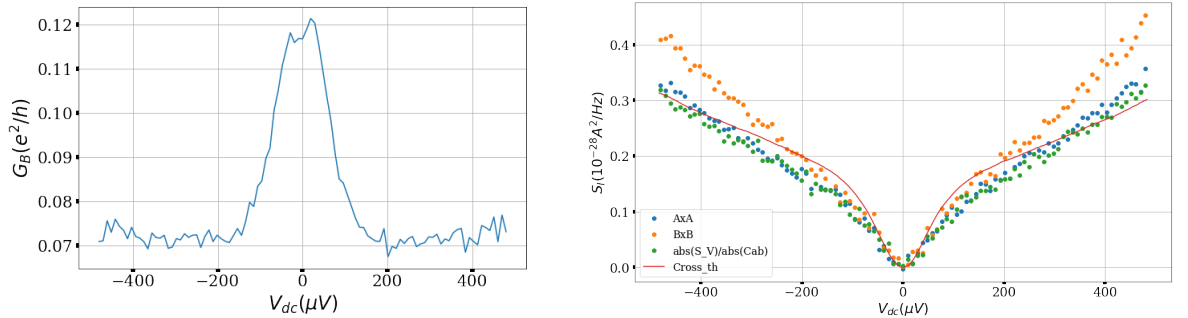 0.12
0.11
0.10
0.09
0.08
0.07
G_B(e²/h)
−400 −200 0 200 400
V_dc(μV)
0.4
0.3
0.2
0.1
0.0
S_I(10⁻²⁸A²/Hz)
AxA
BxB
abs(S_V)/abs(Cab)
Cross_th
−400 −200 0 200 400
V_dc(μV)